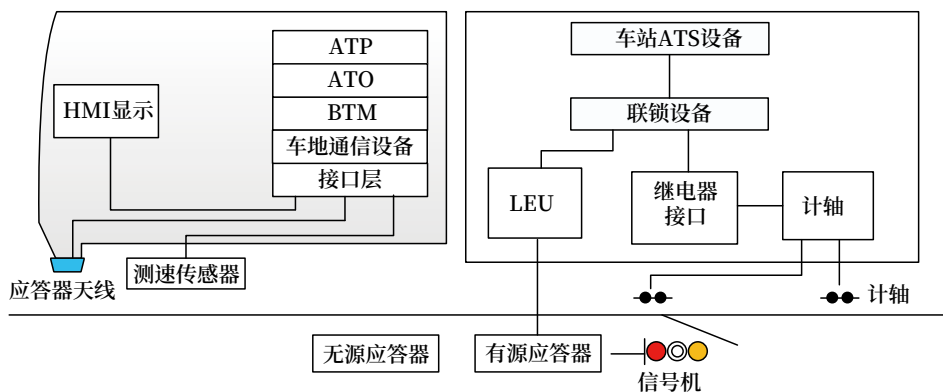 ATP
ATO
BTM
车地通信设备
接口层
HMI显示
测速传感器
应答器天线
车站ATS设备
联锁设备
LEU
继电器
接口
计轴
计轴
无源应答器
有源应答器
信号机